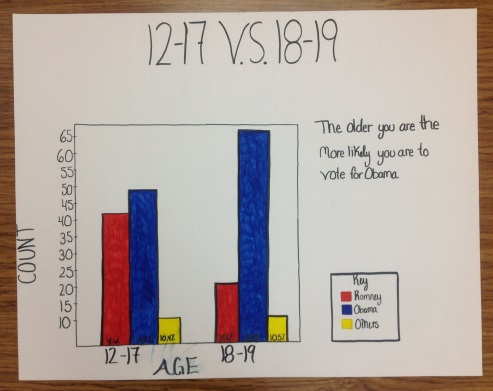 12-17 V.S. 18-19
The older you are the
More likely you are to
vote for Obama
65
60
55
50
45
40
35
30
25
20
15
10
COUNT
12-17
18-19
AGE
Key
Romney
Obama
Others